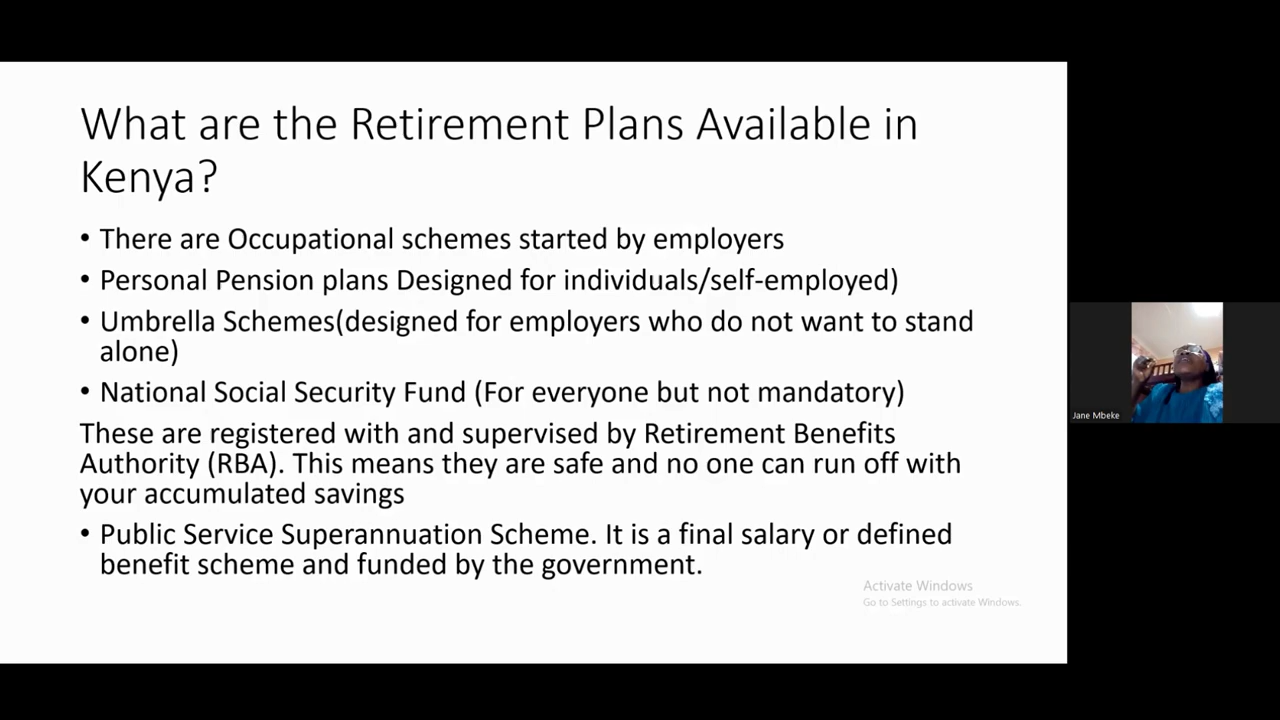 What are the Retirement Plans Available in
Kenya?
• There are Occupational schemes started by employers
• Personal Pension plans Designed for individuals/self-employed)
• Umbrella Schemes(designed for employers who do not want to stand
alone)
• National Social Security Fund (For everyone but not mandatory)
These are registered with and supervised by Retirement Benefits
Authority (RBA). This means they are safe and no one can run off with
your accumulated savings
• Public Service Superannuation Scheme. It is a final salary or defined
benefit scheme and funded by the government.
Activate Windows
Go to Settings to activate Windows.
Jane Mbeke